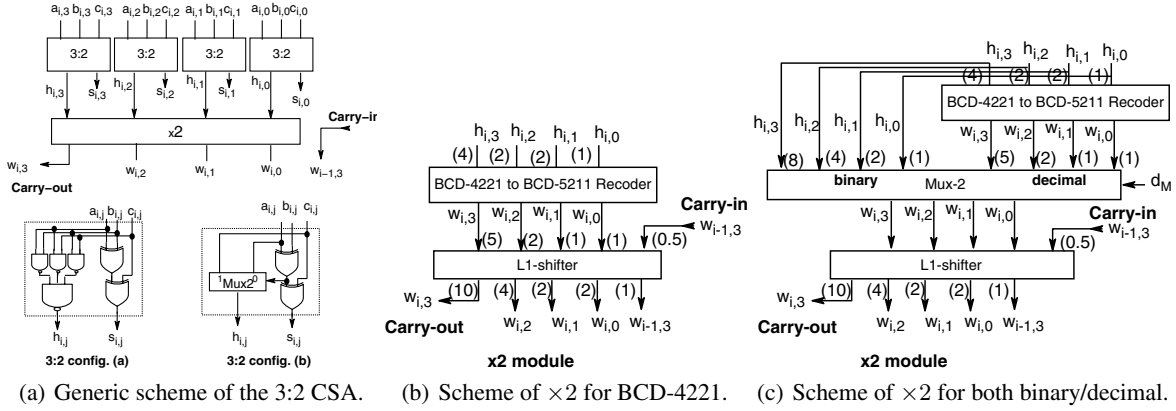 a_{i,3} b_{i,3} c_{i,3} a_{i,2} b_{i,2} c_{i,2} a_{i,1} b_{i,1} c_{i,1} a_{i,0} b_{i,0} c_{i,0}
3:2 3:2 3:2 3:2
h_{i,3} s_{i,3} h_{i,2} s_{i,2} h_{i,1} s_{i,1} h_{i,0} s_{i,0}
x2
Carry-in
w_{i,3} w_{i,2} w_{i,1} w_{i,0} w_{i-1,3}
Carry-out
a_{i,j} b_{i,j} c_{i,j}
h_{i,j} s_{i,j}
3:2 config. (a)
a_{i,j} b_{i,j} c_{i,j}
1 Mux2 0
h_{i,j} s_{i,j}
3:2 config. (b)
(a) Generic scheme of the 3:2 CSA.
h_{i,3} h_{i,2} h_{i,1} h_{i,0}
(4) (2) (2) (1)
BCD-4221 to BCD-5211 Recoder
w_{i,3} w_{i,2} w_{i,1} w_{i,0}
Carry-in
w_{i-1,3}
(5) (2) (1) (1) (0.5)
L1-shifter
(10) (4) (2) (2) (1)
w_{i,3}
Carry-out
w_{i,2} w_{i,1} w_{i,0} w_{i-1,3}
x2 module
(b) Scheme of ×2 for BCD-4221.
h_{i,3} h_{i,2} h_{i,1} h_{i,0}
(4) (2) (2) (1)
BCD-4221 to BCD-5211 Recoder
h_{i,3} h_{i,2} h_{i,1} h_{i,0} w_{i,3} w_{i,2} w_{i,1} w_{i,0}
(8) (4) (2) (1) (5) (2) (1) (1)
binary Mux-2 decimal
d_M
w_{i,3} w_{i,2} w_{i,1} w_{i,0}
Carry-in
w_{i-1,3}
(0.5)
L1-shifter
(10) (4) (2) (2) (1)
w_{i,3}
Carry-out
w_{i,2} w_{i,1} w_{i,0} w_{i-1,3}
x2 module
(c) Scheme of ×2 for both binary/decimal.